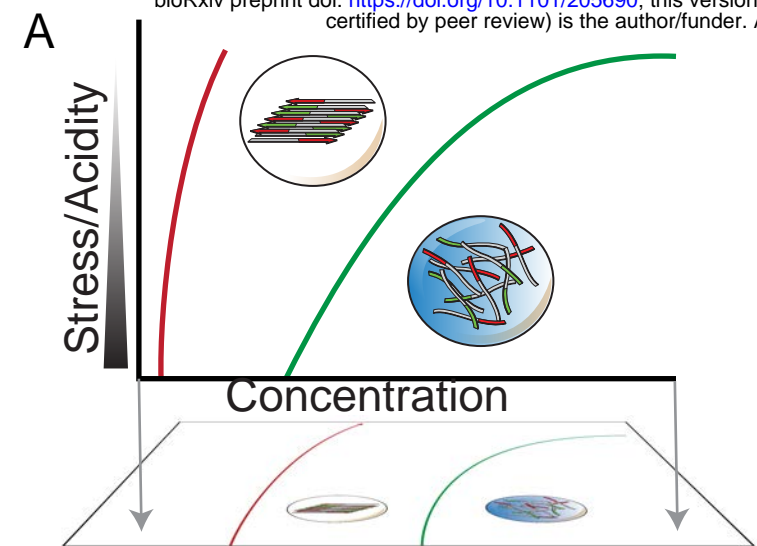 bioRxiv preprint doi: https://doi.org/10.1101/205690; this version
certified by peer review) is the author/funder. A
A
Stress/Acidity
Concentration